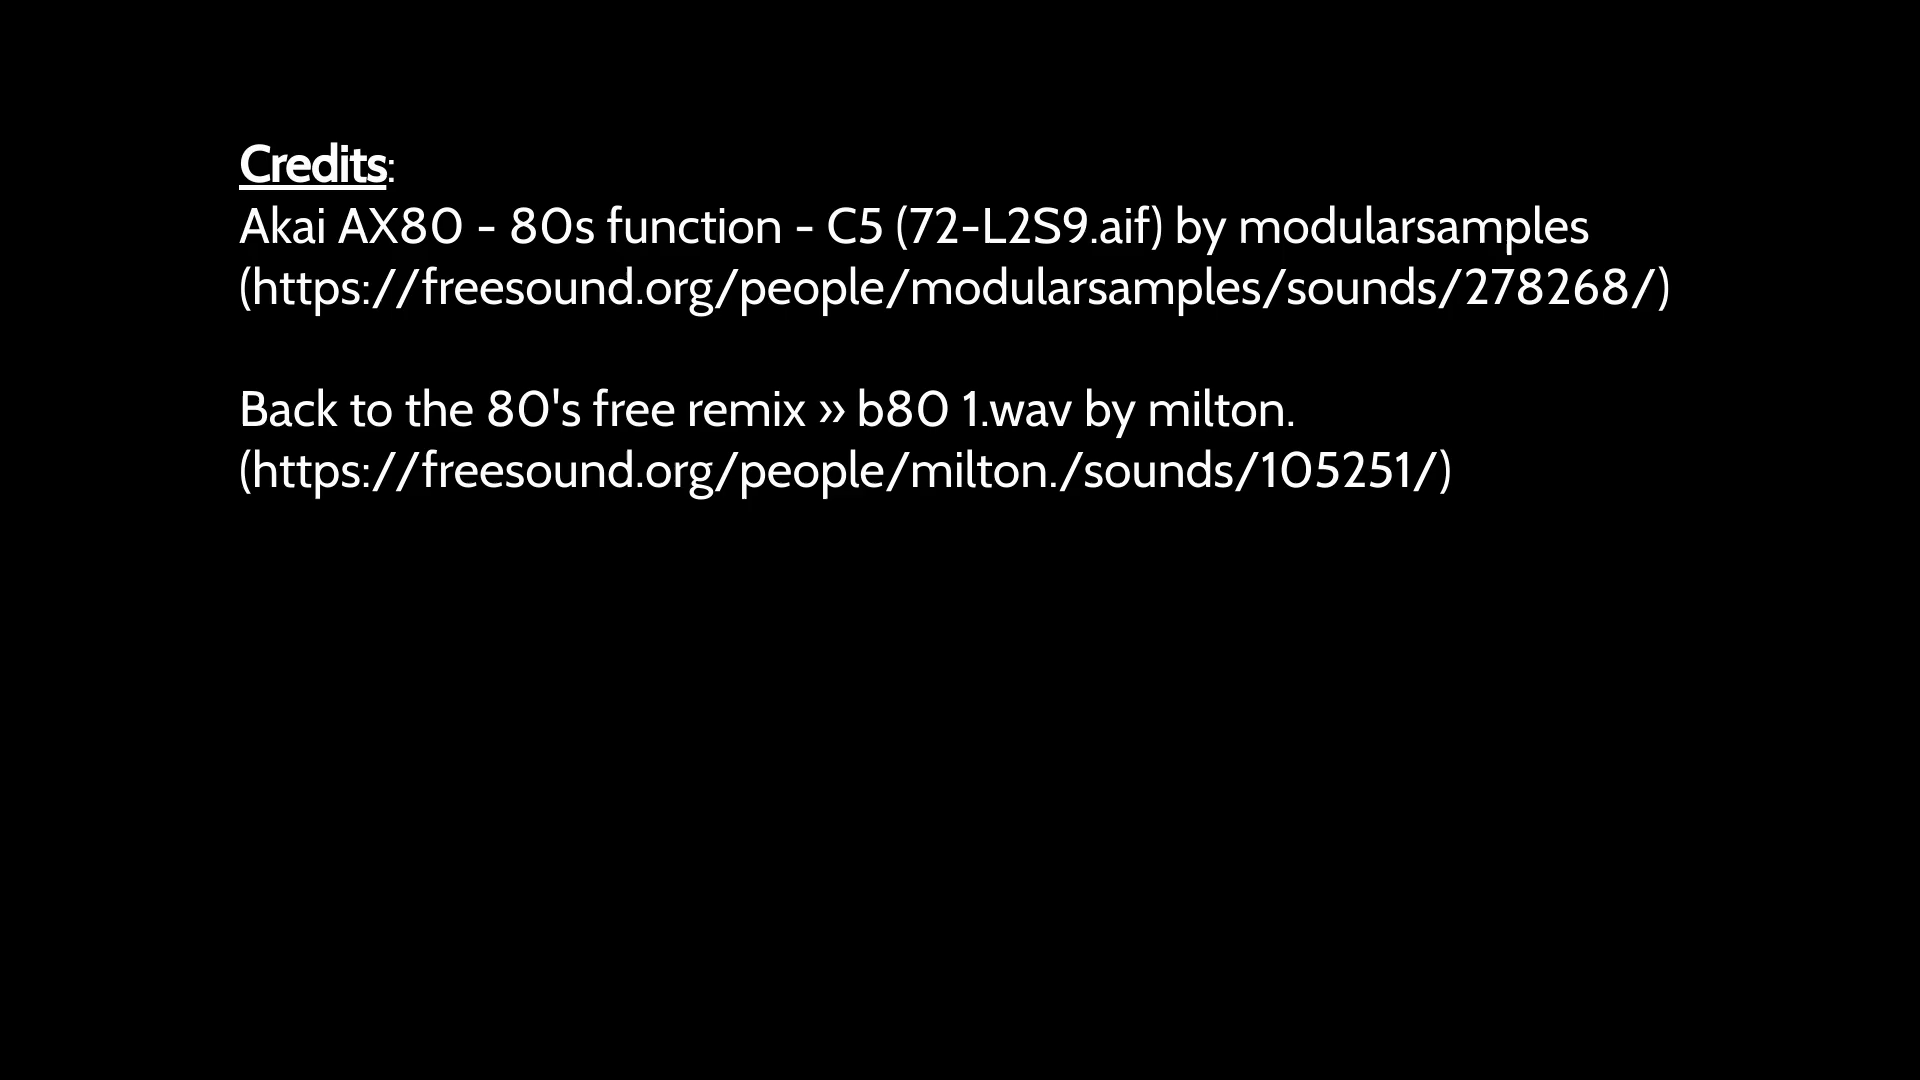 Credits:
Akai AX80 - 80s function - C5 (72-L2S9.aif) by modularsamples
(https://freesound.org/people/modularsamples/sounds/278268/)
Back to the 80's free remix » b80 1.wav by milton.
(https://freesound.org/people/milton./sounds/105251/)